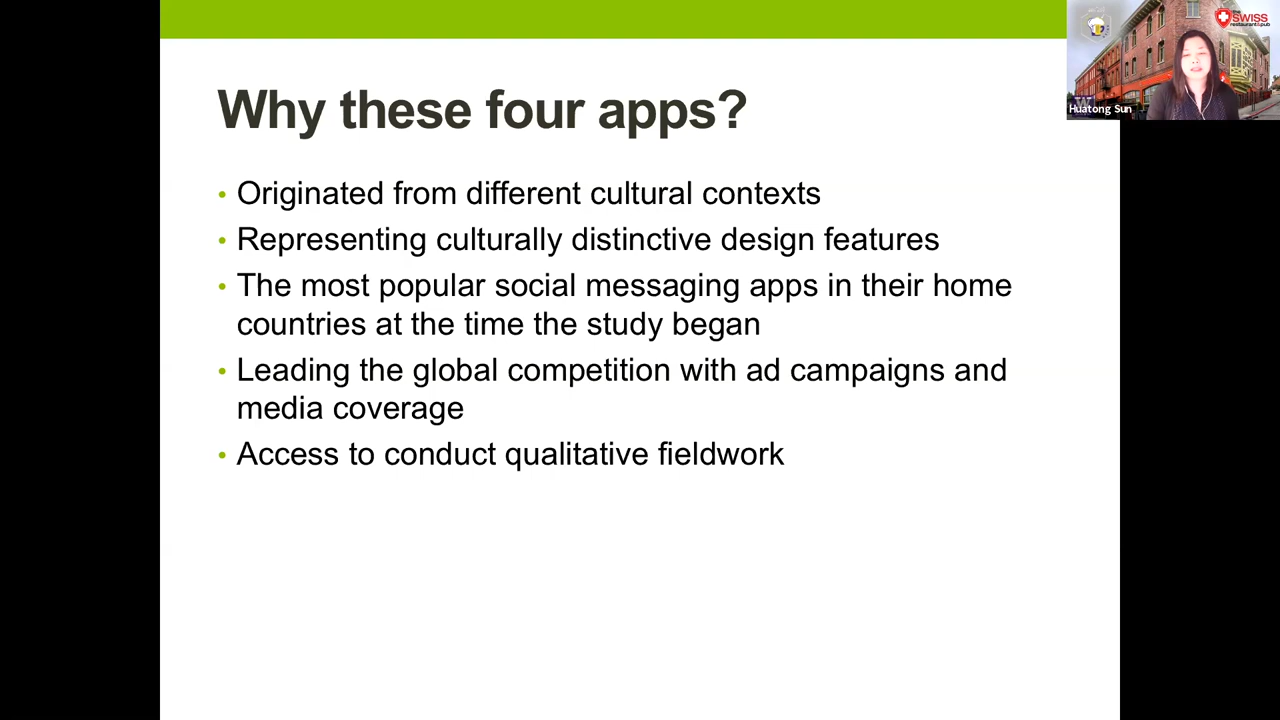 Why these four apps?
• Originated from different cultural contexts
• Representing culturally distinctive design features
• The most popular social messaging apps in their home
countries at the time the study began
• Leading the global competition with ad campaigns and
media coverage
• Access to conduct qualitative fieldwork
SWISS
restaurant&pub
W
Huatong Sun